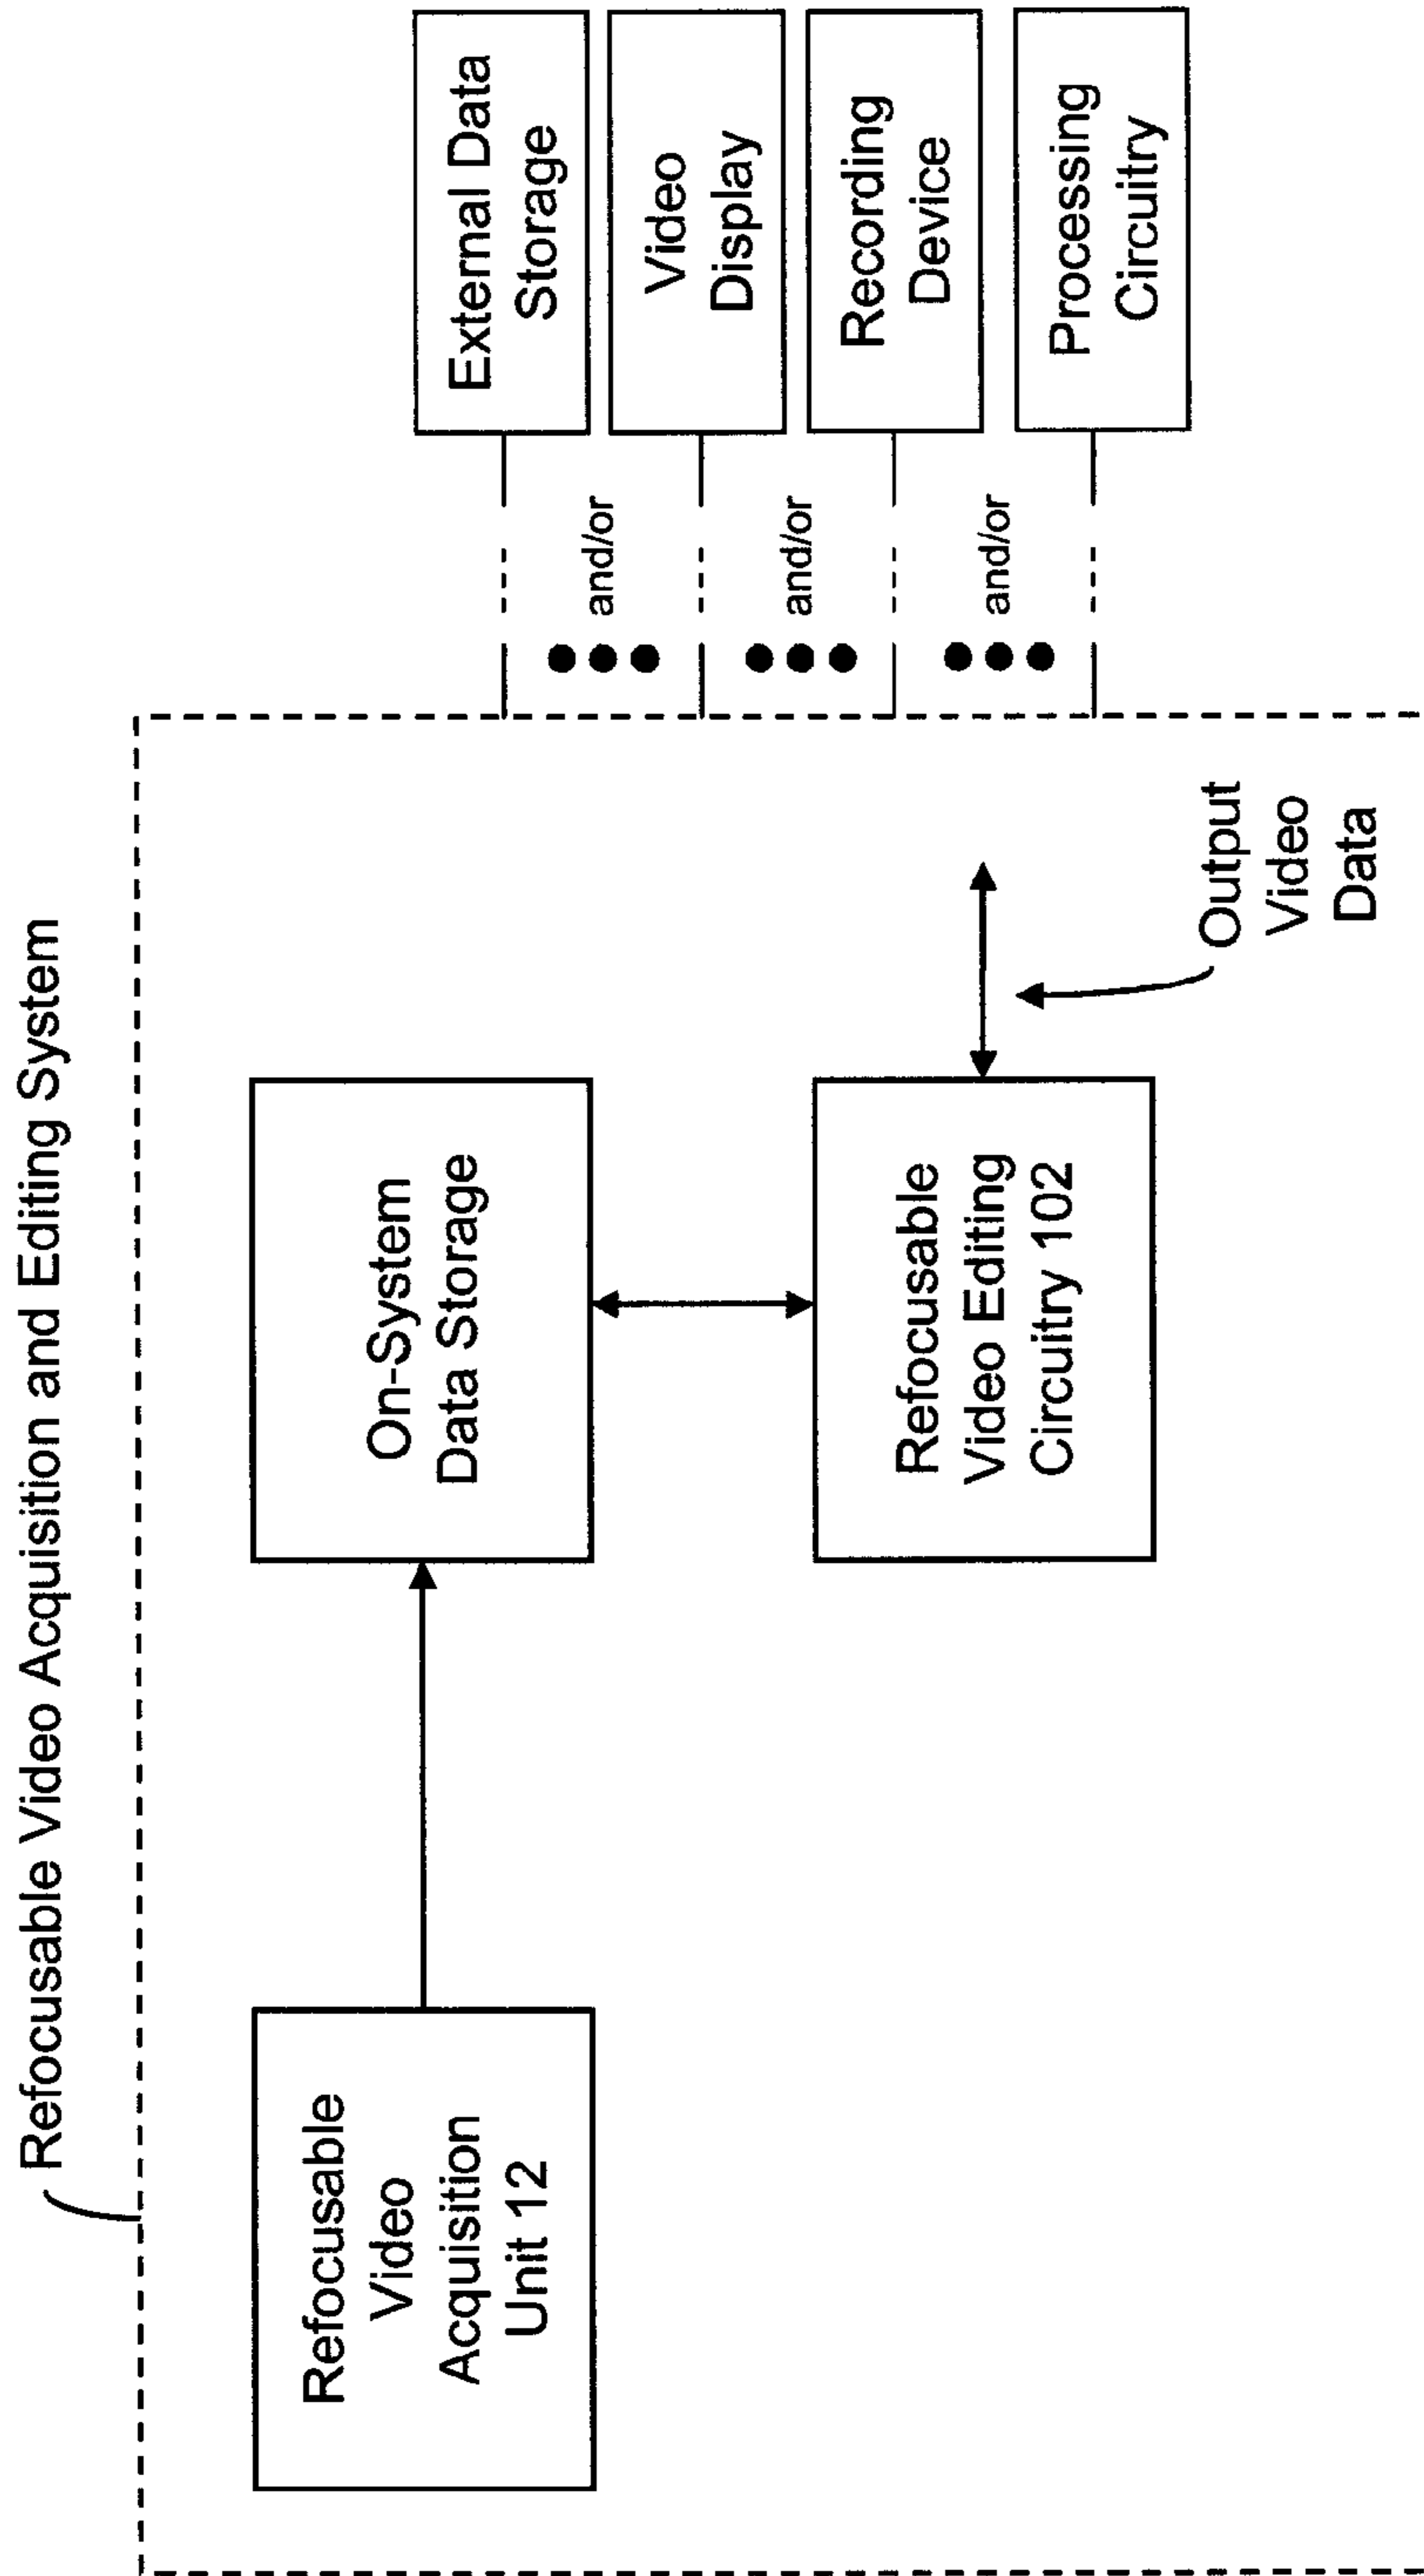 Refocusable Video Acquisition and Editing System
Refocusable
Video
Acquisition
Unit 12
On-System
Data Storage
Refocusable
Video Editing
Circuitry 102
Output
Video
Data
and/or
and/or
and/or
External Data
Storage
Video
Display
Recording
Device
Processing
Circuitry